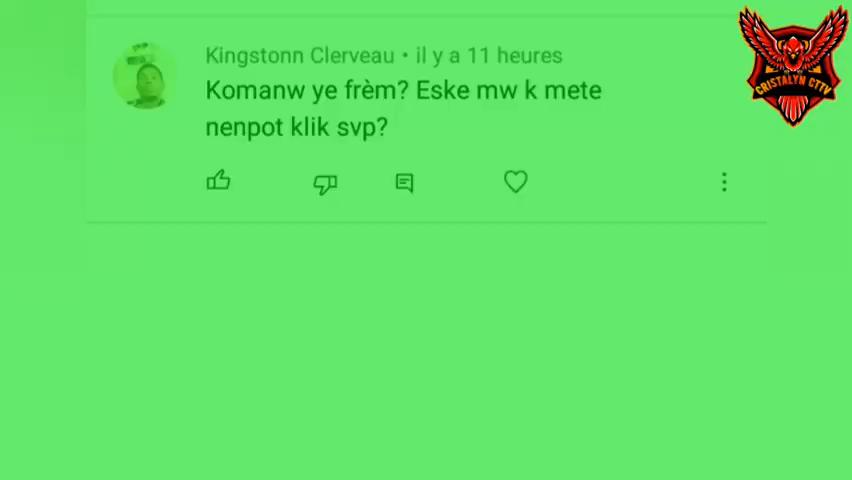 Kingstonn Clerveau • il y a 11 heures
Komanw ye frèm? Eske mw k mete
nenpot klik svp?
CRISTALYN CTTV